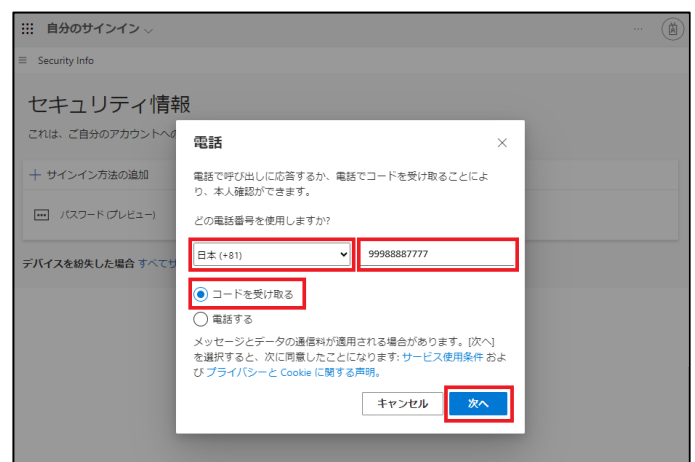 自分のサインイン
Security Info
セキュリティ情報
これは、ご自分のアカウントへの
サインイン方法の追加
パスワード (プレビュー)
デバイスを紛失した場合 すべてサ
電話
電話で呼び出しに応答するか、電話でコードを受け取ることによ
り、本人確認ができます。
どの電話番号を使用しますか?
日本 (+81) 99988887777
コードを受け取る
電話する
メッセージとデータの通信料が適用される場合があります。[次へ]
を選択すると、次に同意したことになります: サービス使用条件 およ
び プライバシーと Cookie に関する声明。
キャンセル 次へ